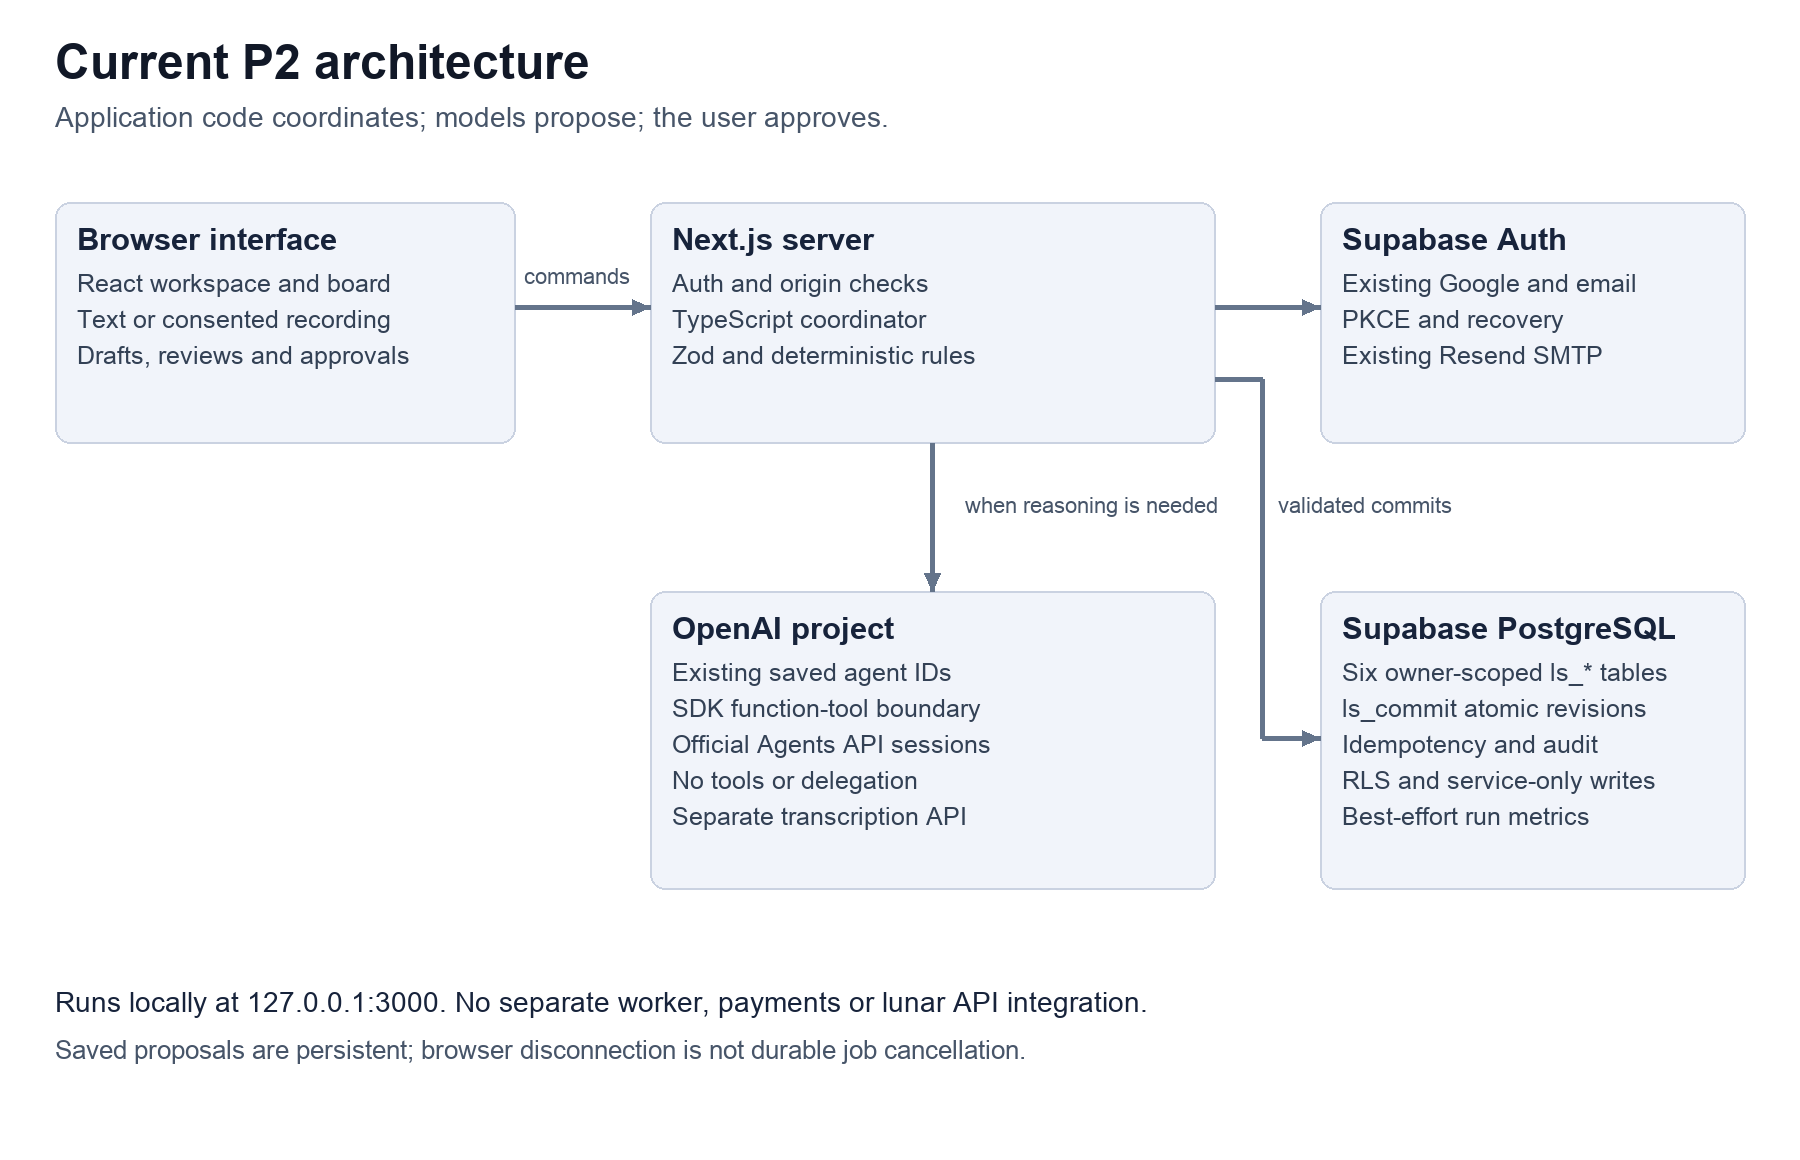 Current P2 architecture
Application code coordinates; models propose; the user approves.
Browser interface
React workspace and board
Text or consented recording
Drafts, reviews and approvals
commands
Next.js server
Auth and origin checks
TypeScript coordinator
Zod and deterministic rules
Supabase Auth
Existing Google and email
PKCE and recovery
Existing Resend SMTP
when reasoning is needed
validated commits
OpenAI project
Existing saved agent IDs
SDK function-tool boundary
Official Agents API sessions
No tools or delegation
Separate transcription API
Supabase PostgreSQL
Six owner-scoped ls_* tables
ls_commit atomic revisions
Idempotency and audit
RLS and service-only writes
Best-effort run metrics
Runs locally at 127.0.0.1:3000. No separate worker, payments or lunar API integration.
Saved proposals are persistent; browser disconnection is not durable job cancellation.